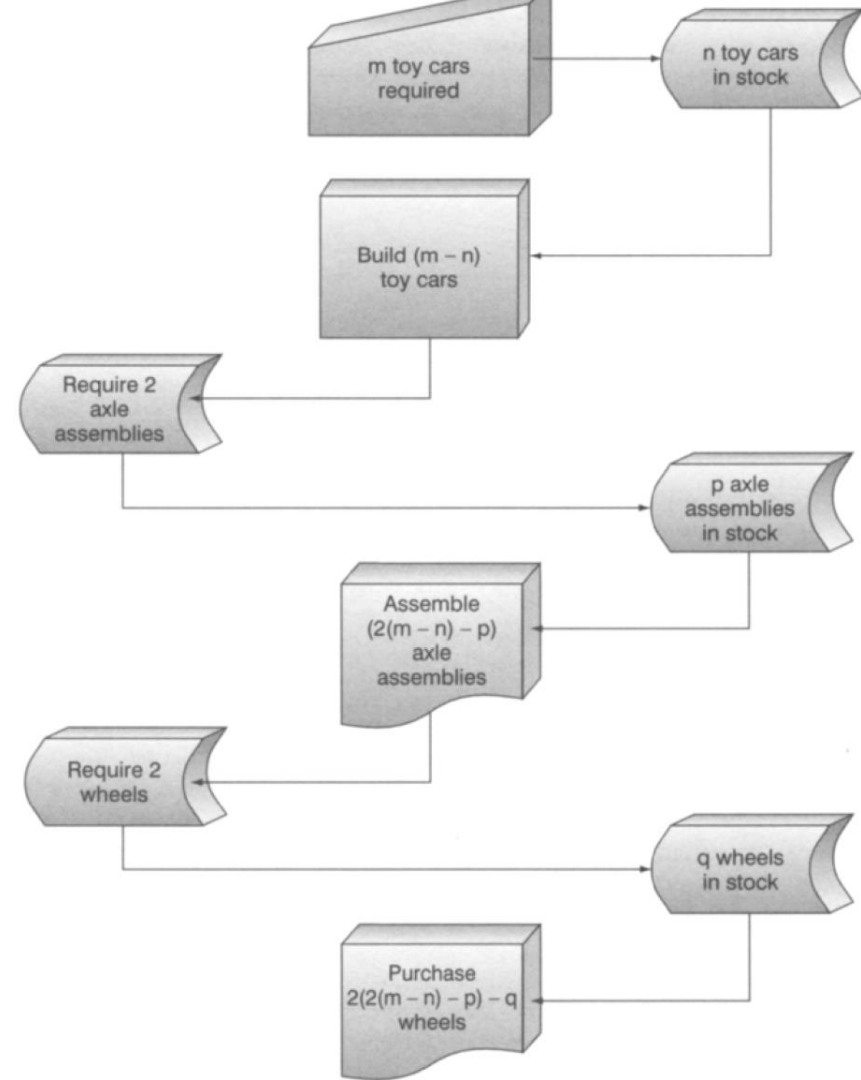 m toy cars
required
n toy cars
in stock
Build (m – n)
toy cars
Require 2
axle
assemblies
p axle
assemblies
in stock
Assemble
(2(m – n) – p)
axle
assemblies
Require 2
wheels
q wheels
in stock
Purchase
2(2(m – n) – p) – q
wheels